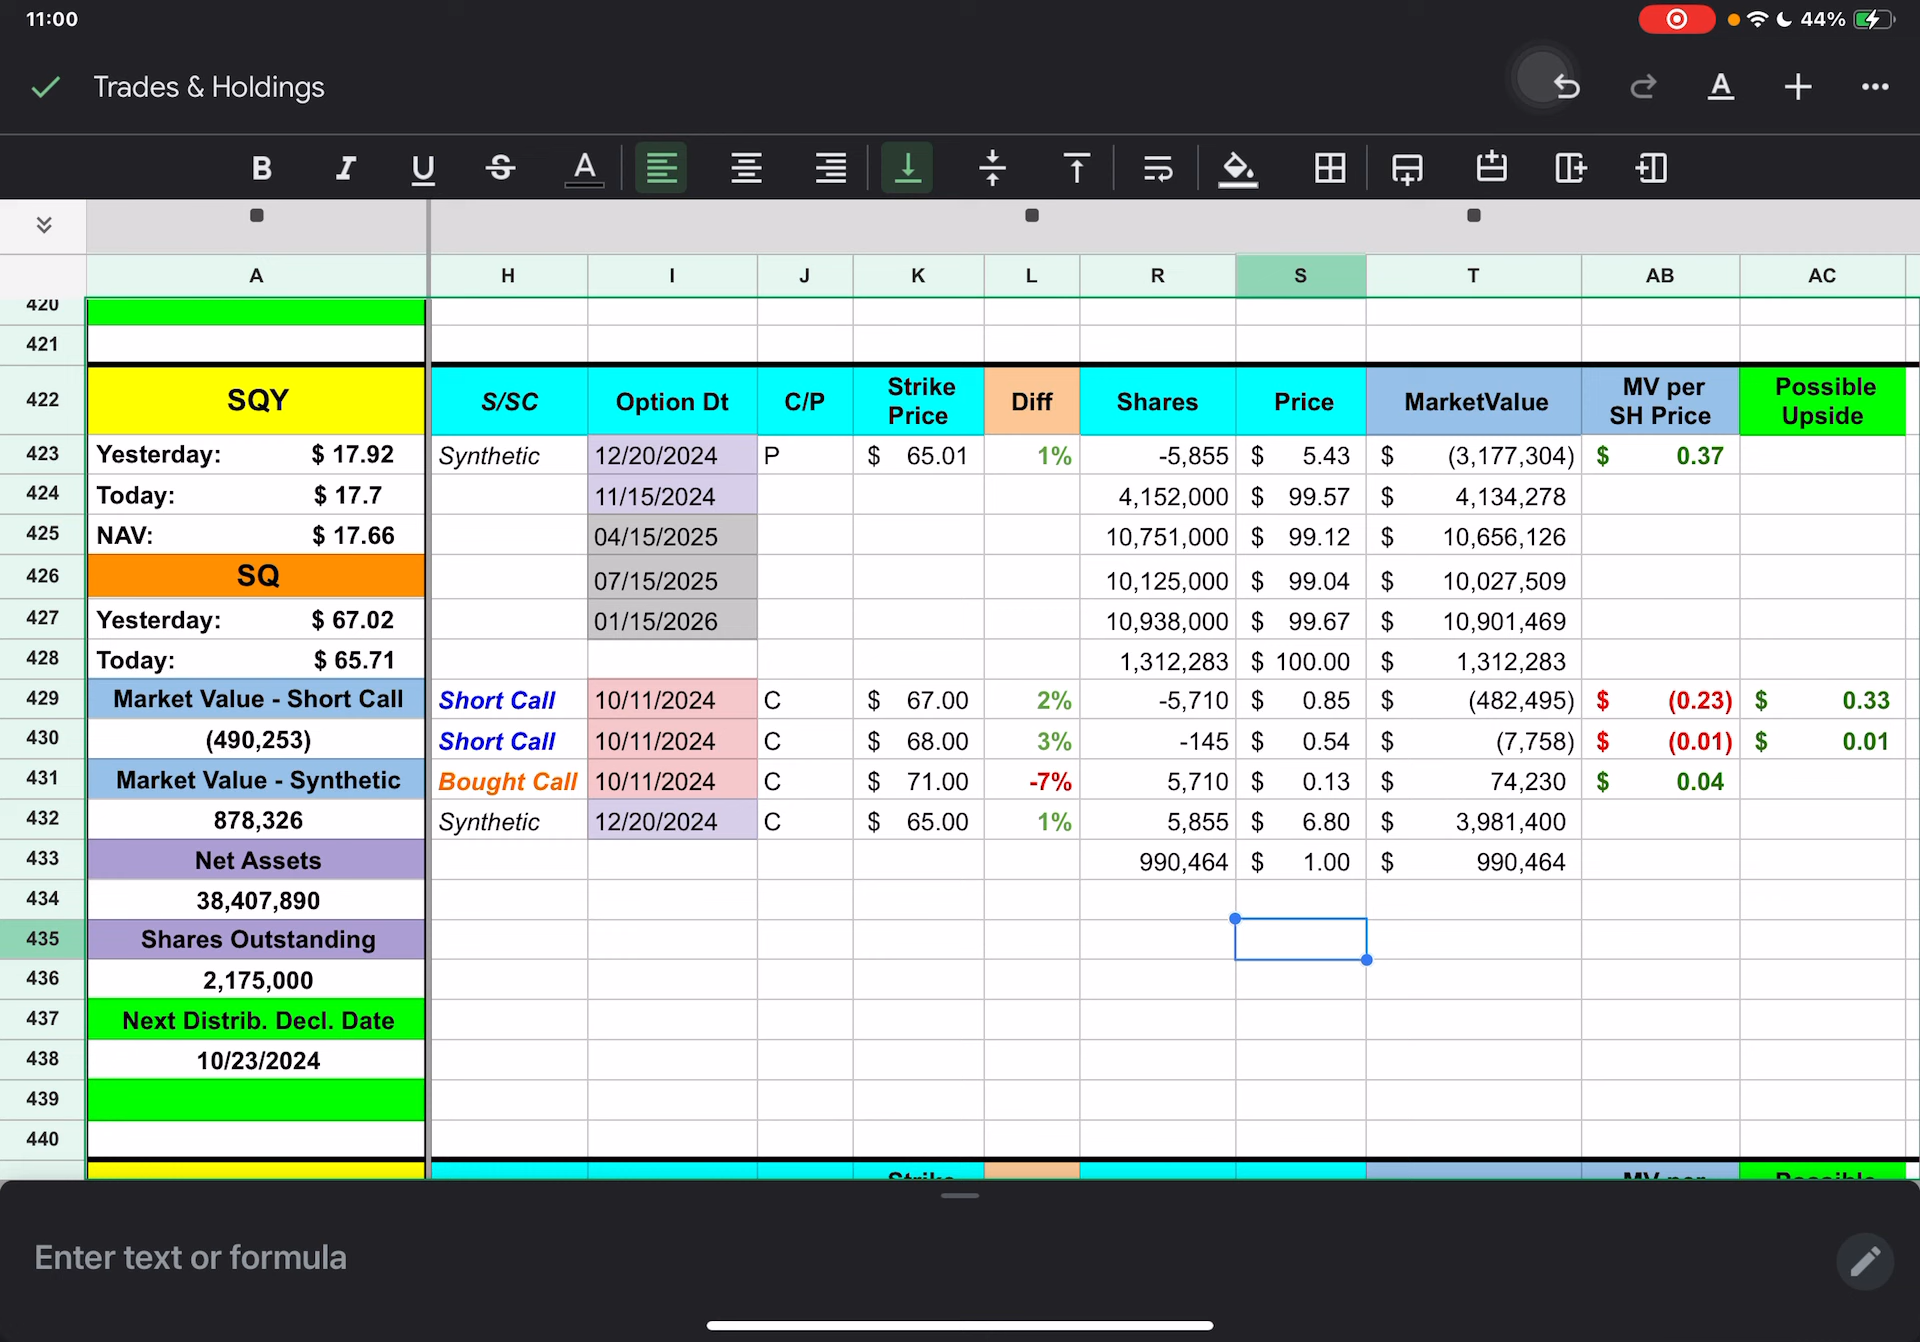 11:00
44%
Trades & Holdings
B I U S A
A H I J K L R S T AB AC
420
421
422 SQY S/SC Option Dt C/P Strike Price Diff Shares Price MarketValue MV per SH Price Possible Upside
423 Yesterday: $ 17.92 Synthetic 12/20/2024 P $ 65.01 1% -5,855 $ 5.43 $ (3,177,304) $ 0.37
424 Today: $ 17.7 11/15/2024 4,152,000 $ 99.57 $ 4,134,278
425 NAV: $ 17.66 04/15/2025 10,751,000 $ 99.12 $ 10,656,126
426 SQ 07/15/2025 10,125,000 $ 99.04 $ 10,027,509
427 Yesterday: $ 67.02 01/15/2026 10,938,000 $ 99.67 $ 10,901,469
428 Today: $ 65.71 1,312,283 $ 100.00 $ 1,312,283
429 Market Value - Short Call Short Call 10/11/2024 C $ 67.00 2% -5,710 $ 0.85 $ (482,495) $ (0.23) $ 0.33
430 (490,253) Short Call 10/11/2024 C $ 68.00 3% -145 $ 0.54 $ (7,758) $ (0.01) $ 0.01
431 Market Value - Synthetic Bought Call 10/11/2024 C $ 71.00 -7% 5,710 $ 0.13 $ 74,230 $ 0.04
432 878,326 Synthetic 12/20/2024 C $ 65.00 1% 5,855 $ 6.80 $ 3,981,400
433 Net Assets 990,464 $ 1.00 $ 990,464
434 38,407,890
435 Shares Outstanding
436 2,175,000
437 Next Distrib. Decl. Date
438 10/23/2024
439
440
Strike MV per Possible
Enter text or formula